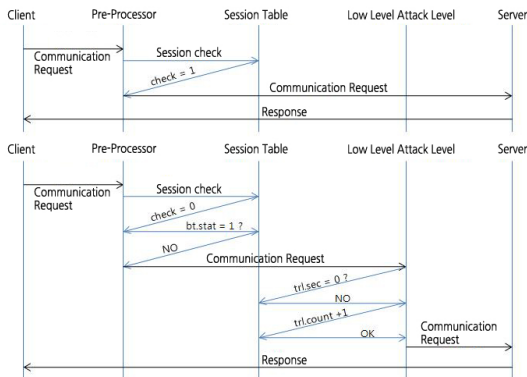 Client Pre-Processor Session Table Low Level Attack Level Server
Communication
Request
Session check
check = 1
Communication Request
Response
Client Pre-Processor Session Table Low Level Attack Level Server
Communication
Request
Session check
check = 0
bt.stat = 1 ?
NO
Communication Request
trl.sec = 0 ?
NO
trl.count +1
OK
Communication
Request
Response